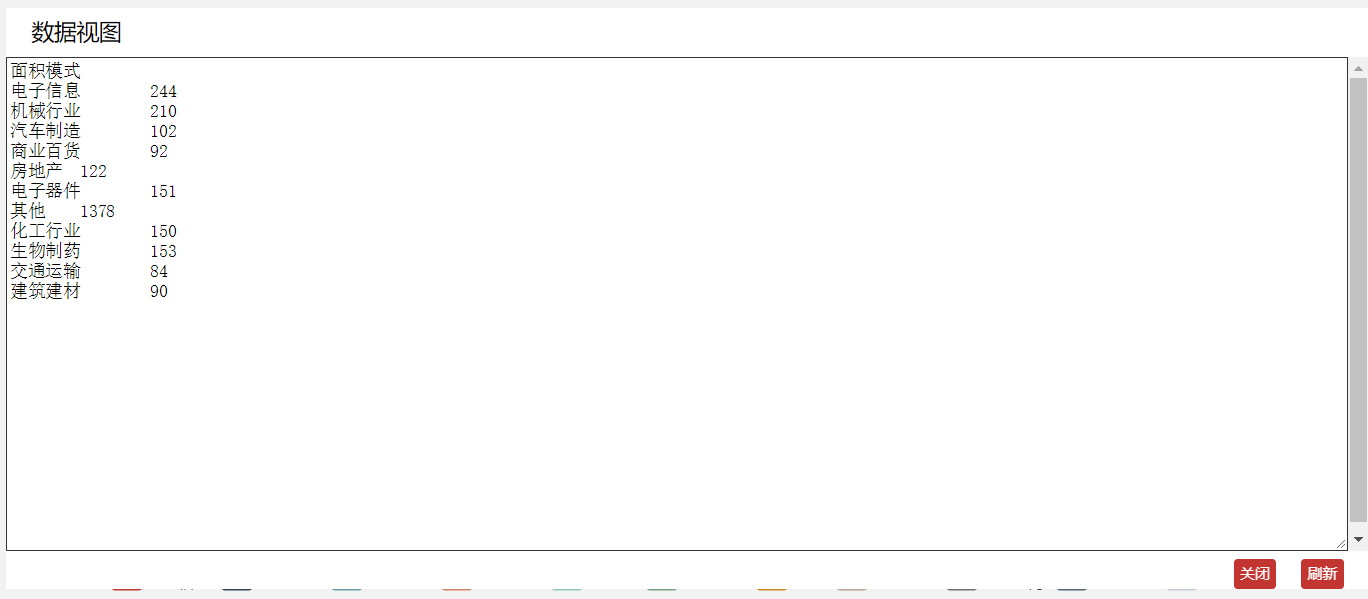 数据视图
面积模式
电子信息 244
机械行业 210
汽车制造 102
商业百货 92
房地产 122
电子器件 151
其他 1378
化工行业 150
生物制药 153
交通运输 84
建筑建材 90
关闭 刷新